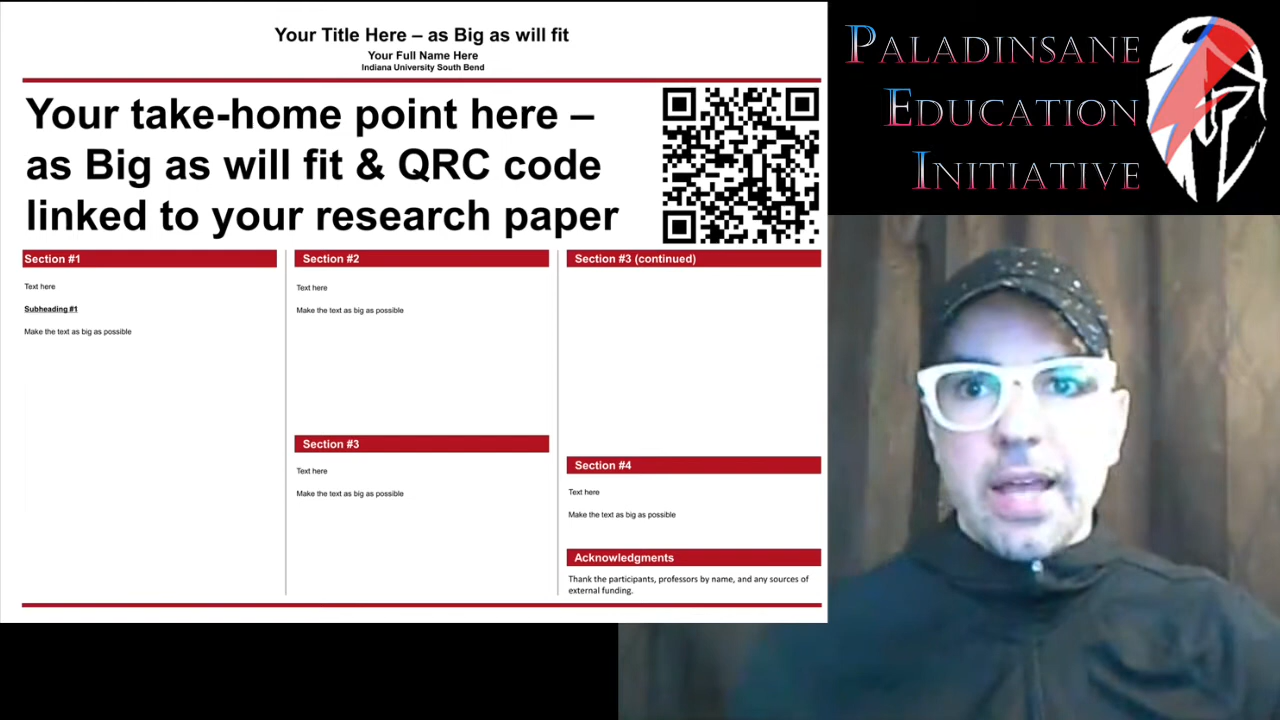 Your Title Here – as Big as will fit
Your Full Name Here
Indiana University South Bend
Your take-home point here –
as Big as will fit & QRC code
linked to your research paper
Section #1
Text here
Subheading #1
Make the text as big as possible
Section #2
Text here
Make the text as big as possible
Section #3
Text here
Make the text as big as possible
Section #3 (continued)
Section #4
Text here
Make the text as big as possible
Acknowledgments
Thank the participants, professors by name, and any sources of
external funding.
PALADINSANE
EDUCATION
INITIATIVE